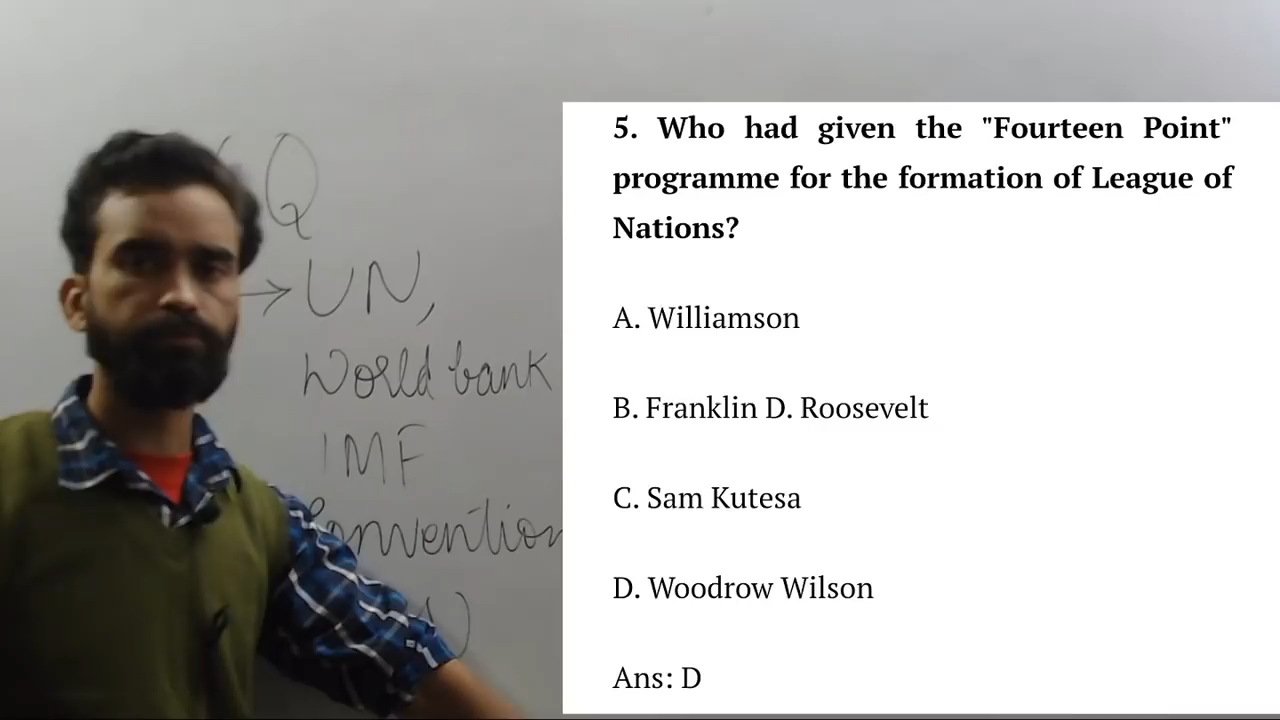 Q
→ UN,
World bank
IMF
Convention
5. Who had given the "Fourteen Point"
programme for the formation of League of
Nations?
A. Williamson
B. Franklin D. Roosevelt
C. Sam Kutesa
D. Woodrow Wilson
Ans: D